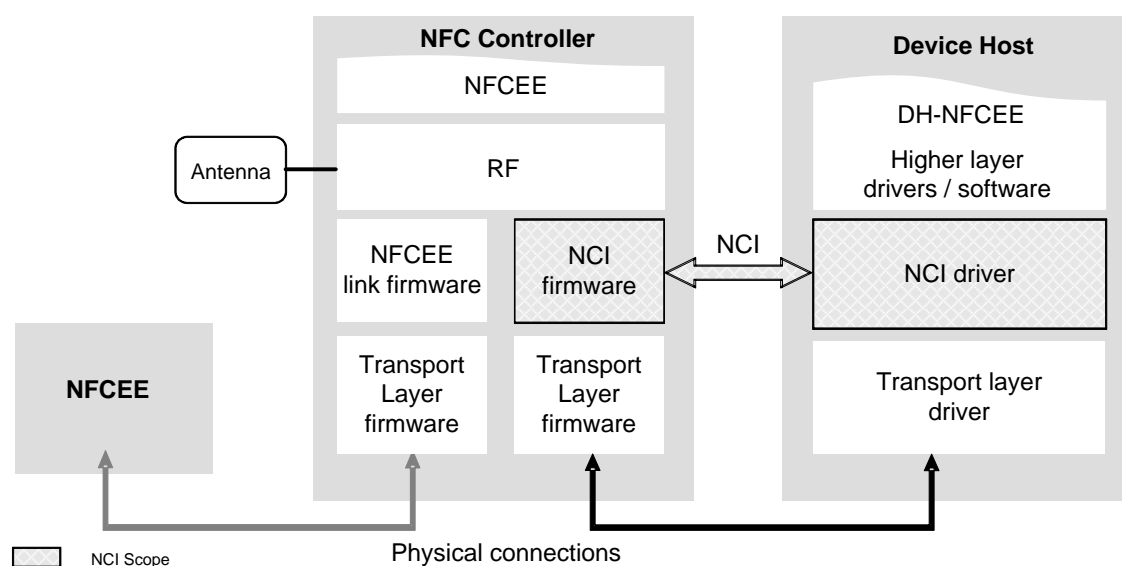 NFC Controller
NFCEE
RF
Antenna
NFCEE
link firmware
NCI
firmware
Transport
Layer
firmware
Transport
Layer
firmware
NCI
Device Host
DH-NFCEE
Higher layer
drivers / software
NCI driver
Transport layer
driver
NFCEE
Physical connections
NCI Scope